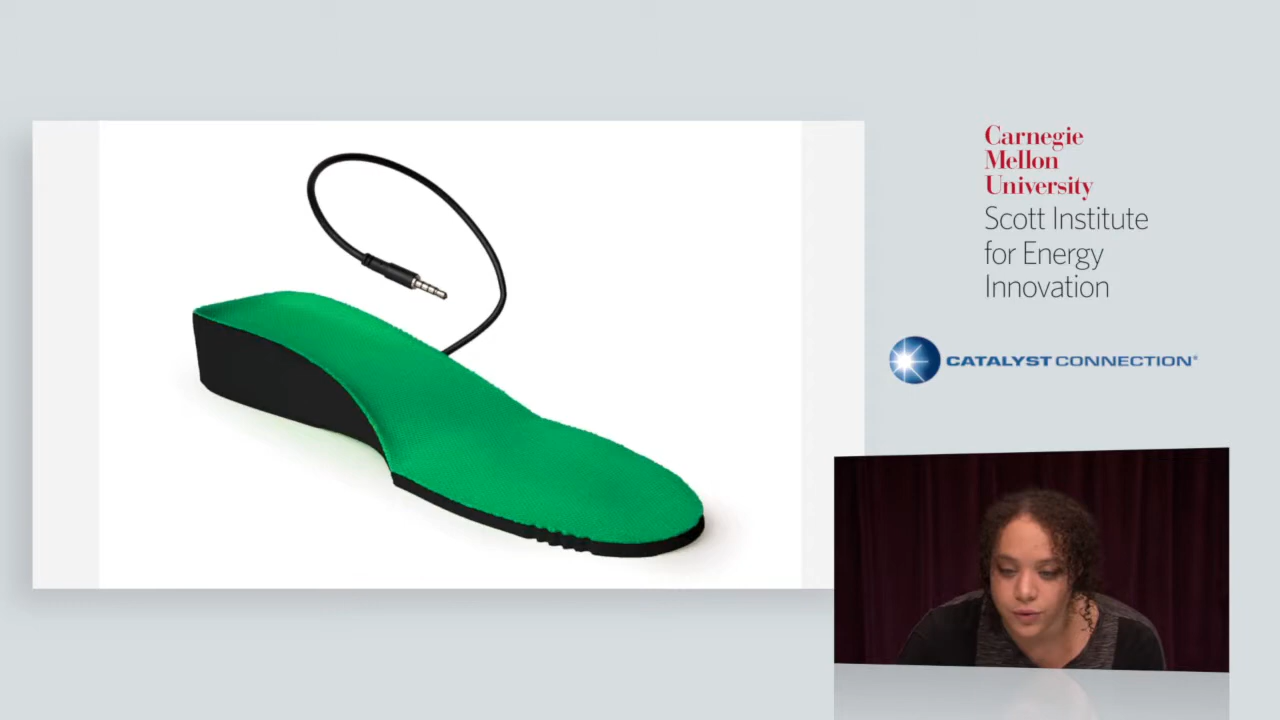 Carnegie
Mellon
University
Scott Institute
for Energy
Innovation
CATALYST CONNECTION®